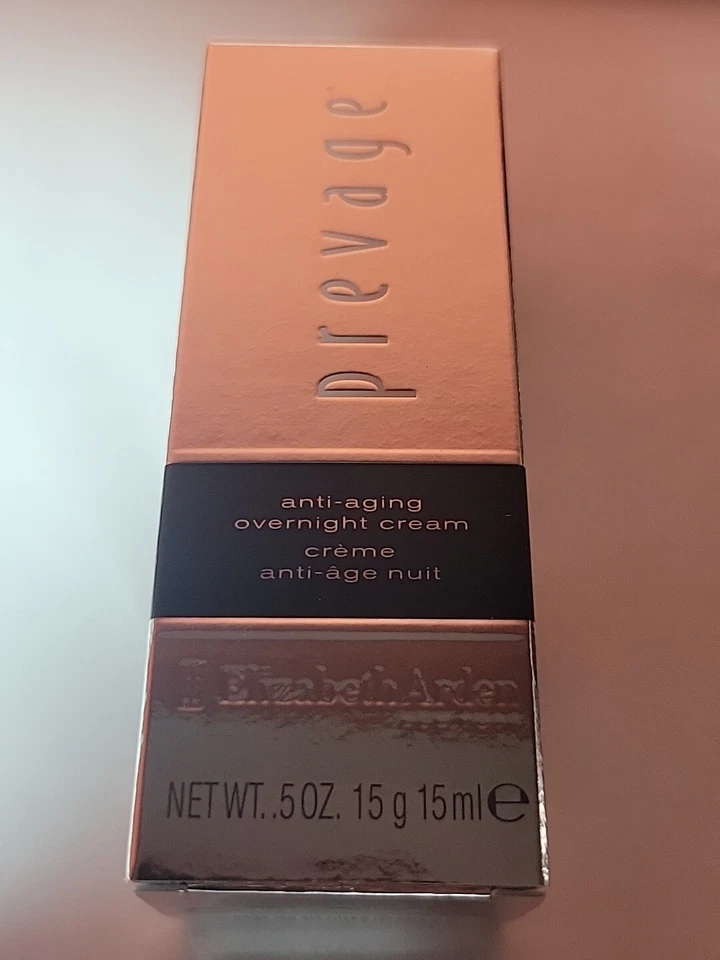 prevage
anti-aging
overnight cream
crème
anti-âge nuit
Elizabeth Arden
NET WT. .5 OZ. 15 g 15ml e